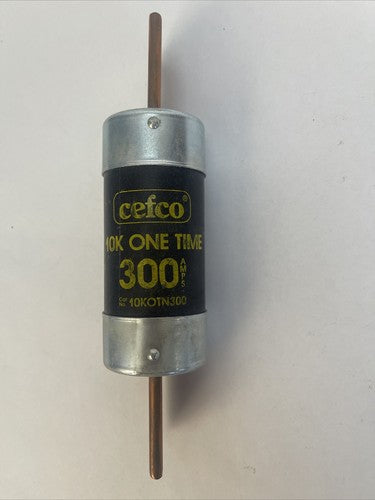 cefco®
10K ONE TIME
300 AMPS
Cat No. 10KOTN300